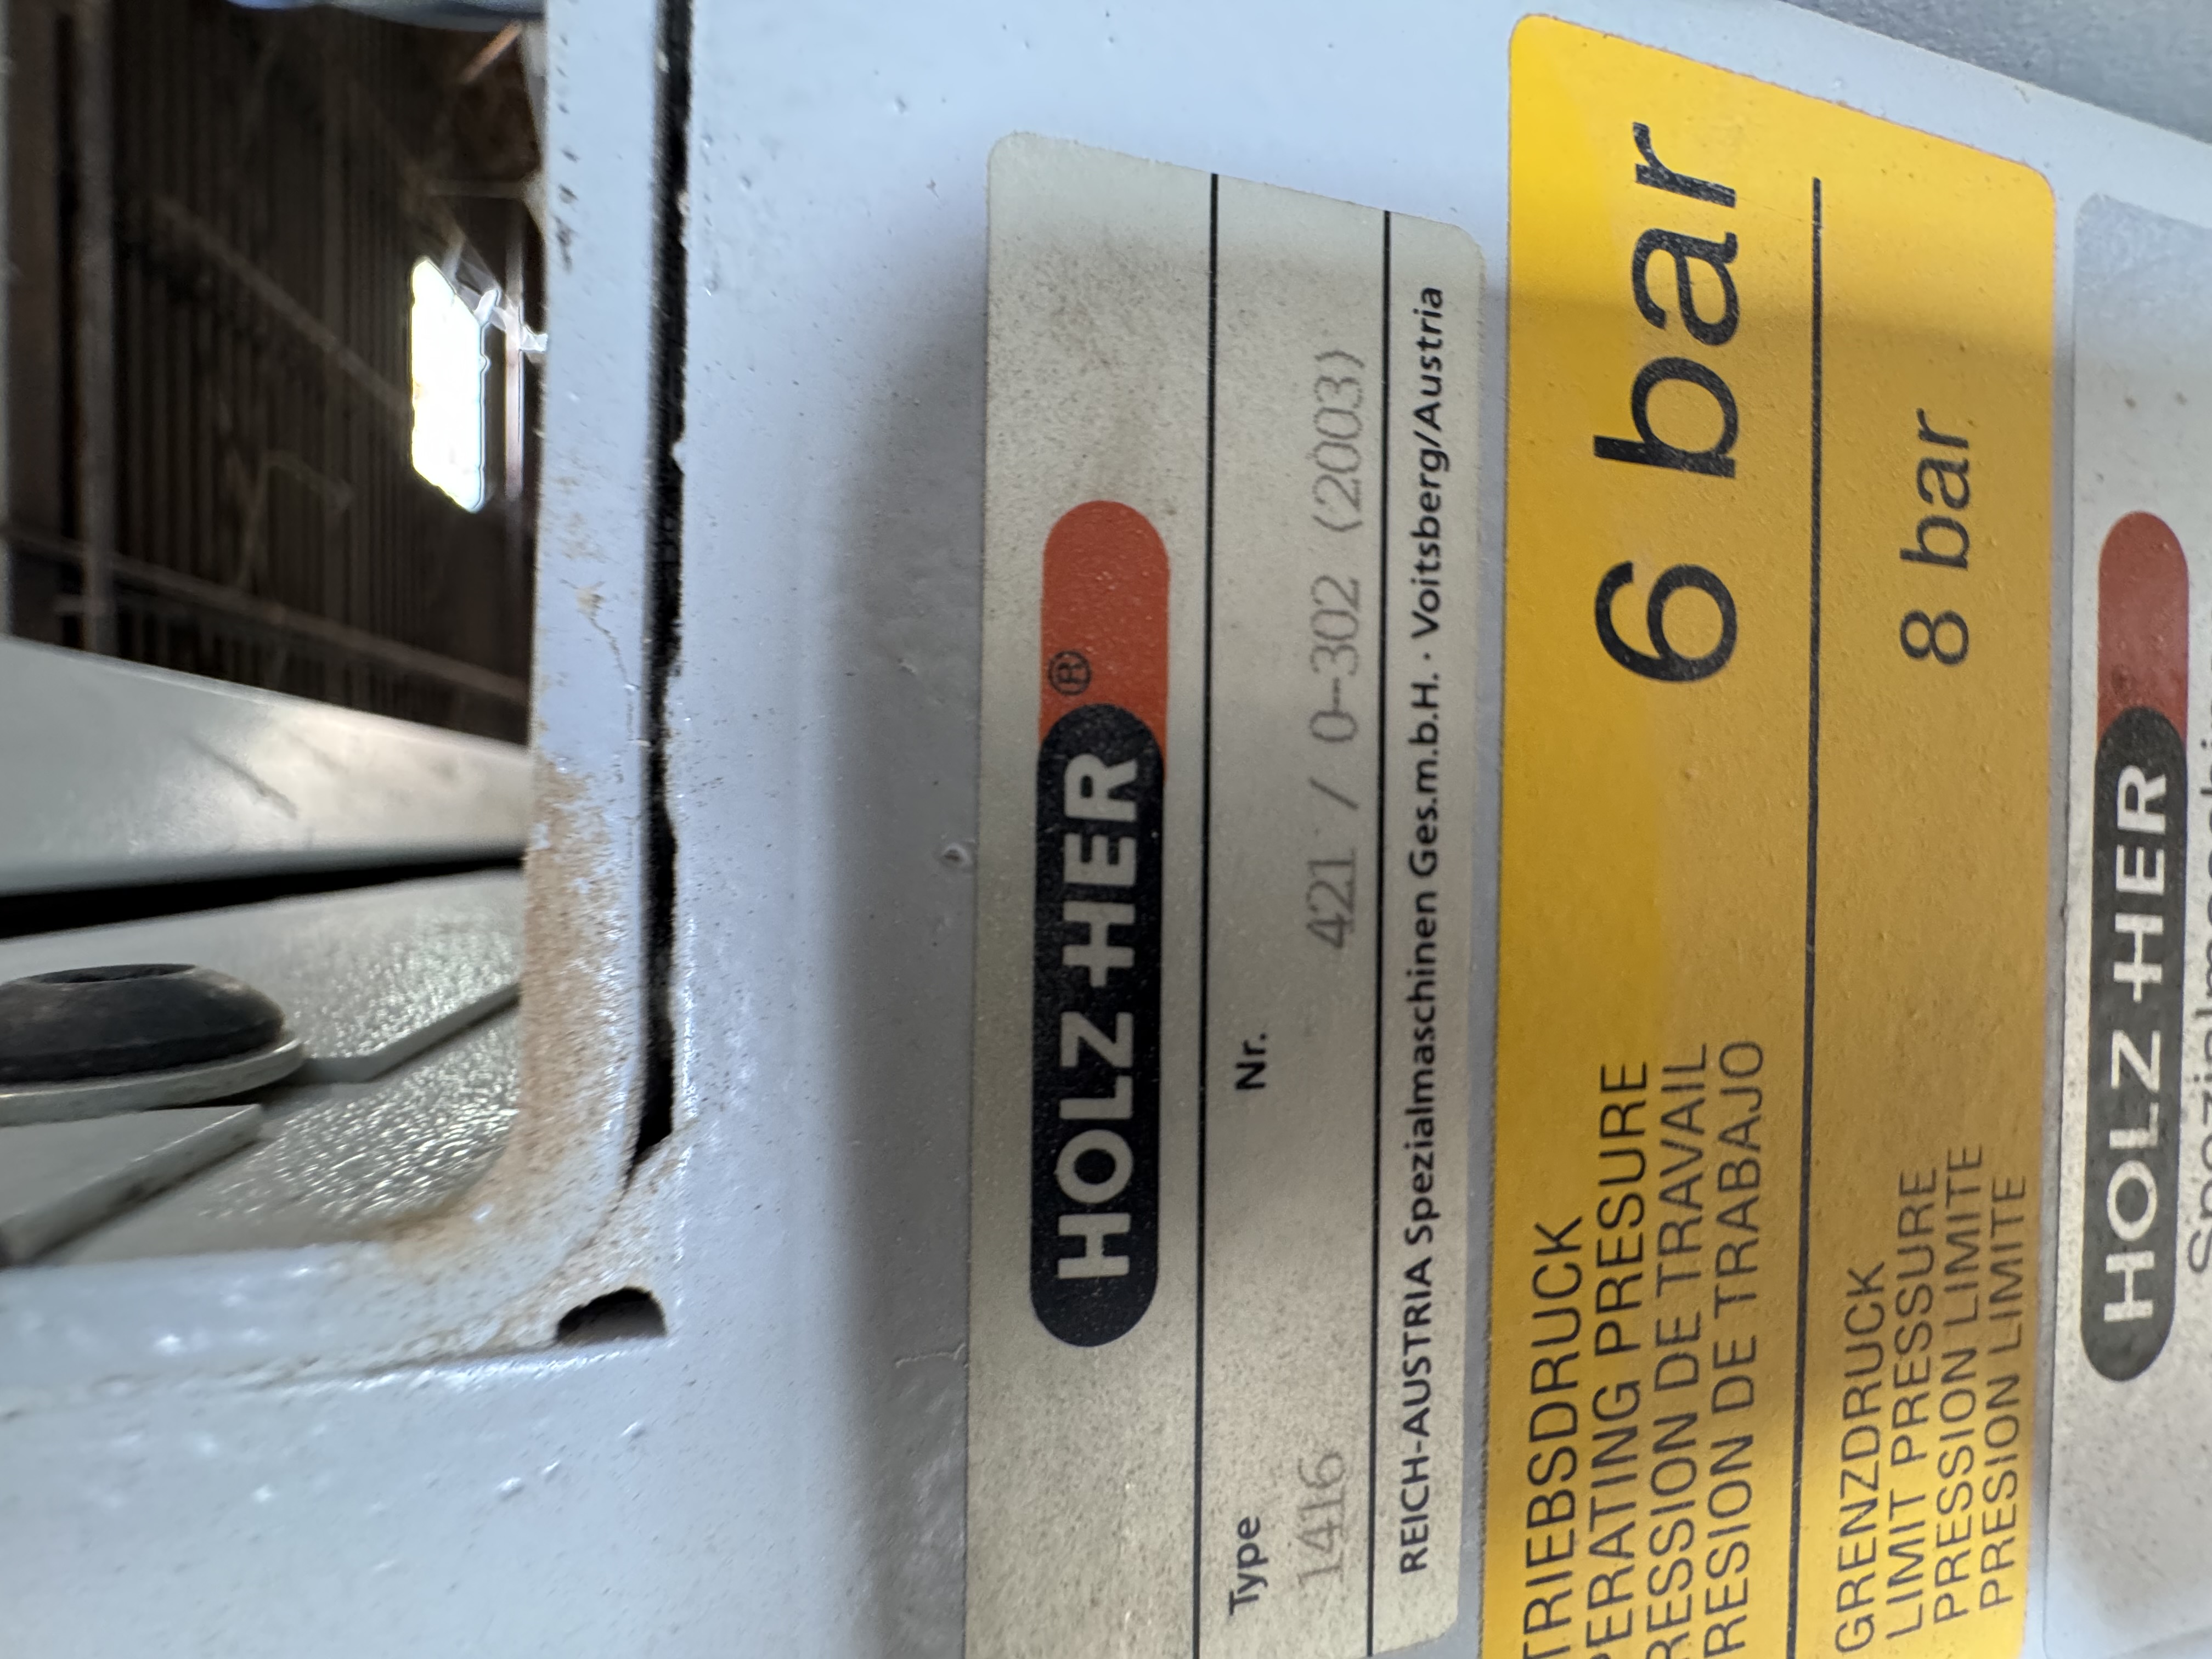 HOLZ-HER®
Type Nr.
1416 421 / 0-302 (2003)
REICH-AUSTRIA Spezialmaschinen Ges.m.b.H. · Voitsberg/Austria
TRIEBSDRUCK
PERATING PRESSURE
RESSION DE TRAVAIL
RESION DE TRABAJO
6 bar
GRENZDRUCK
LIMIT PRESSURE
PRESSION LIMITE
PRESSION LIMITE
8 bar
HOLZ-HER